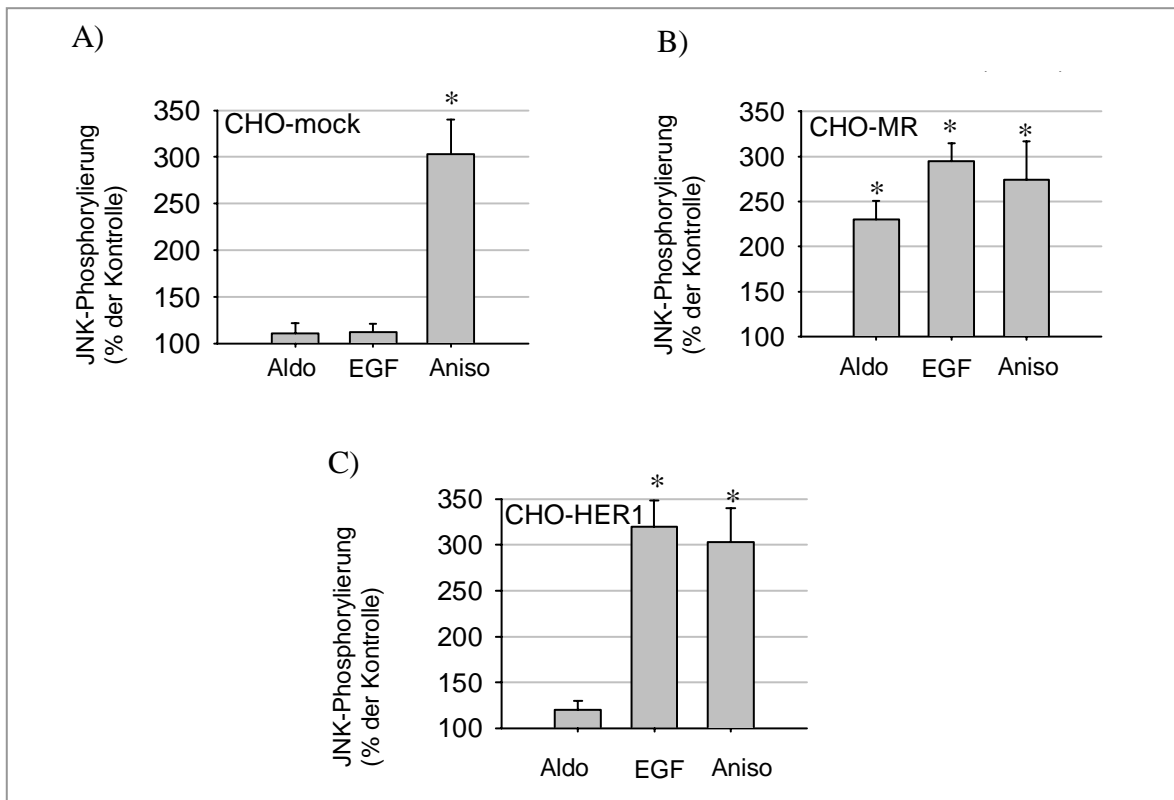 A)
JNK-Phosphorylierung
(% der Kontrolle)
350
300
250
200
150
100
CHO-mock
*
Aldo EGF Aniso
B)
JNK-Phosphorylierung
(% der Kontrolle)
350
300
250
200
150
100
CHO-MR
* * *
Aldo EGF Aniso
C)
JNK-Phosphorylierung
(% der Kontrolle)
350
300
250
200
150
100
CHO-HER1
* *
Aldo EGF Aniso